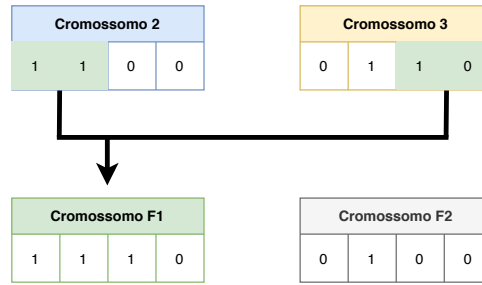 Cromossomo 2
1 1 0 0
Cromossomo 3
0 1 1 0
Cromossomo F1
1 1 1 0
Cromossomo F2
0 1 0 0